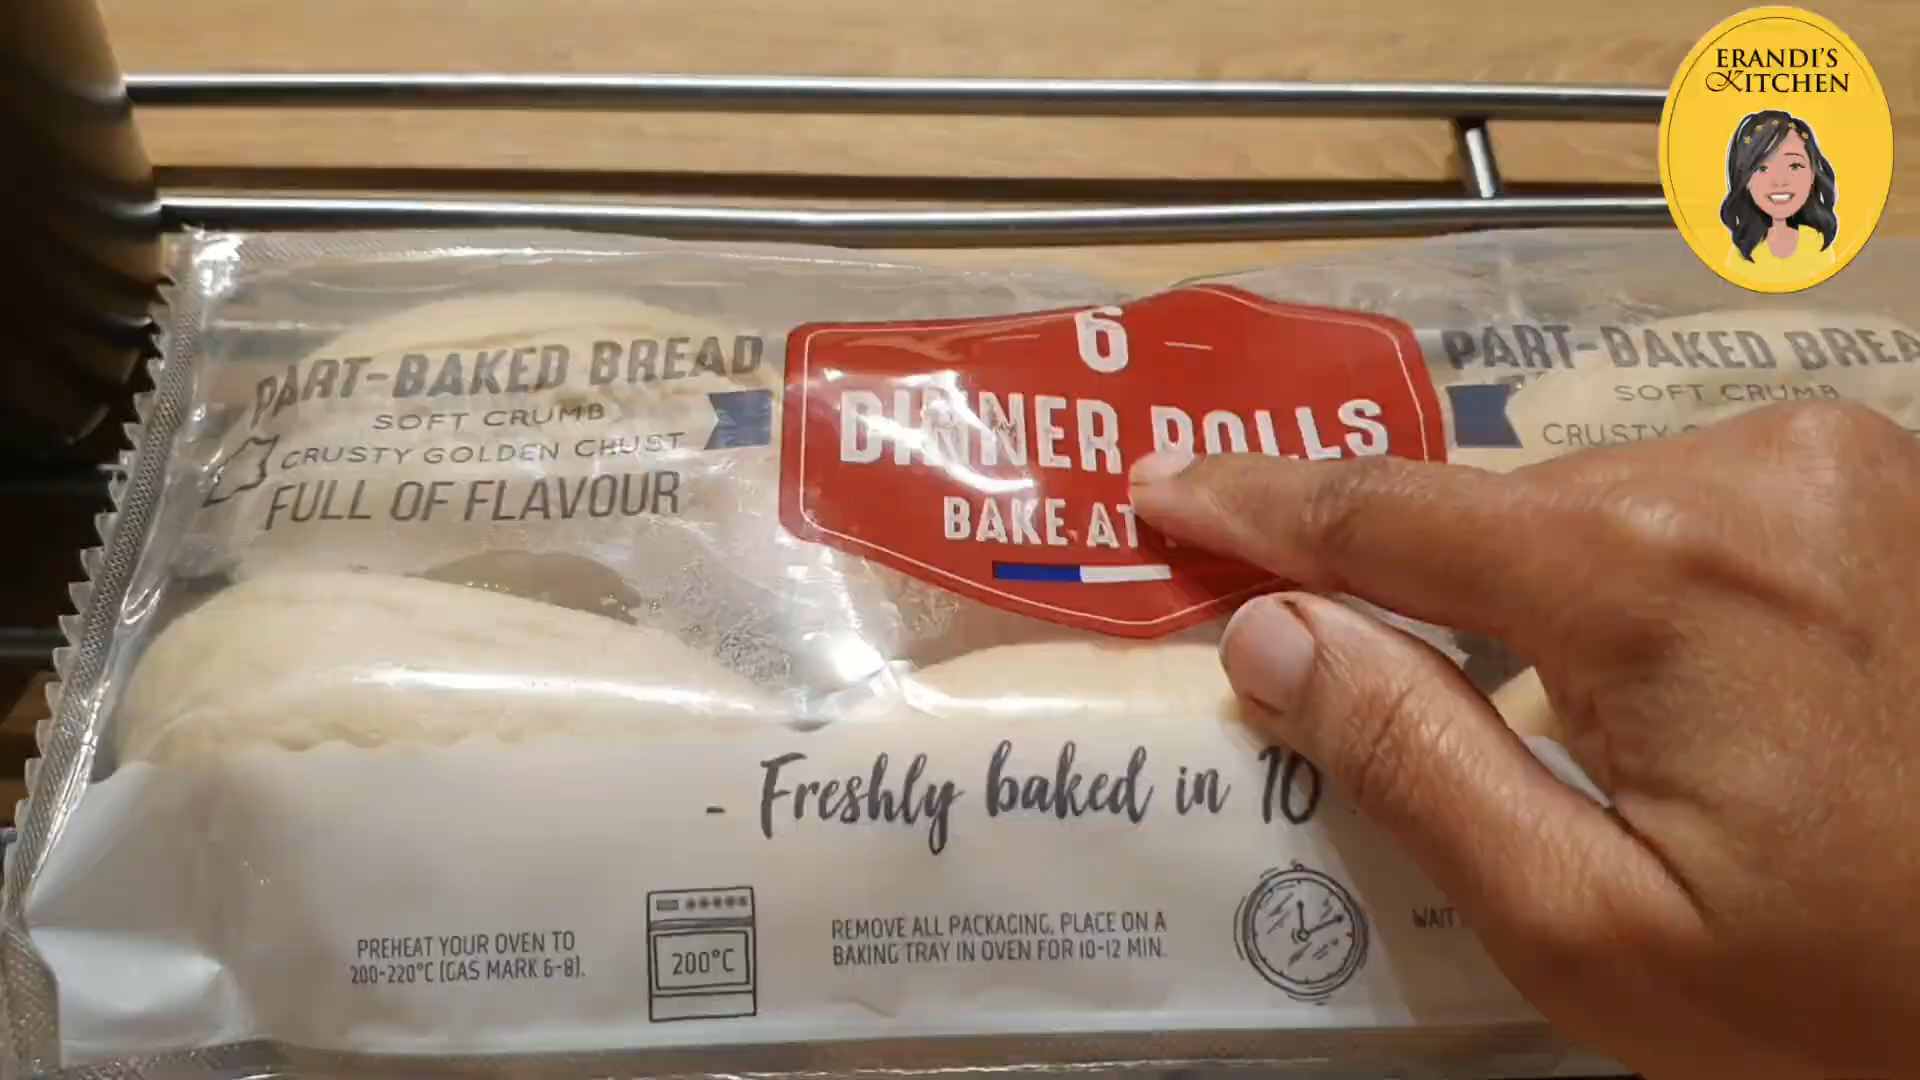 ERANDI'S
KITCHEN
PART-BAKED BREAD
SOFT CRUMB
CRUSTY GOLDEN CRUST
FULL OF FLAVOUR
6
DINNER ROLLS
BAKE AT
PART-BAKED BREA
SOFT CRUMB
CRUSTY
- Freshly baked in 10
PREHEAT YOUR OVEN TO
200-220°C (GAS MARK 6-8).
200°C
REMOVE ALL PACKAGING, PLACE ON A
BAKING TRAY IN OVEN FOR 10-12 MIN.
WAIT